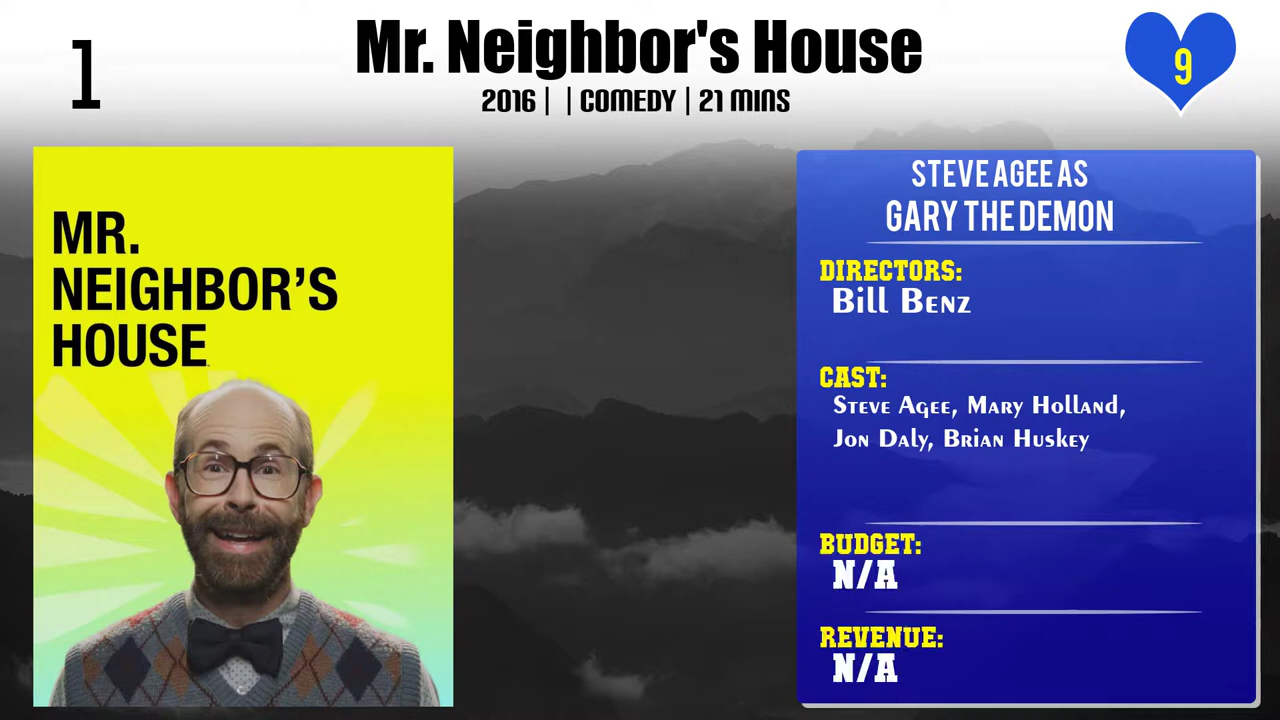 1
Mr. Neighbor's House
2016 | | COMEDY | 21 MINS
9
MR.
NEIGHBOR'S
HOUSE
STEVE AGEE AS
GARY THE DEMON
DIRECTORS:
Bill Benz
CAST:
Steve Agee, Mary Holland,
Jon Daly, Brian Huskey
BUDGET:
N/A
REVENUE:
N/A